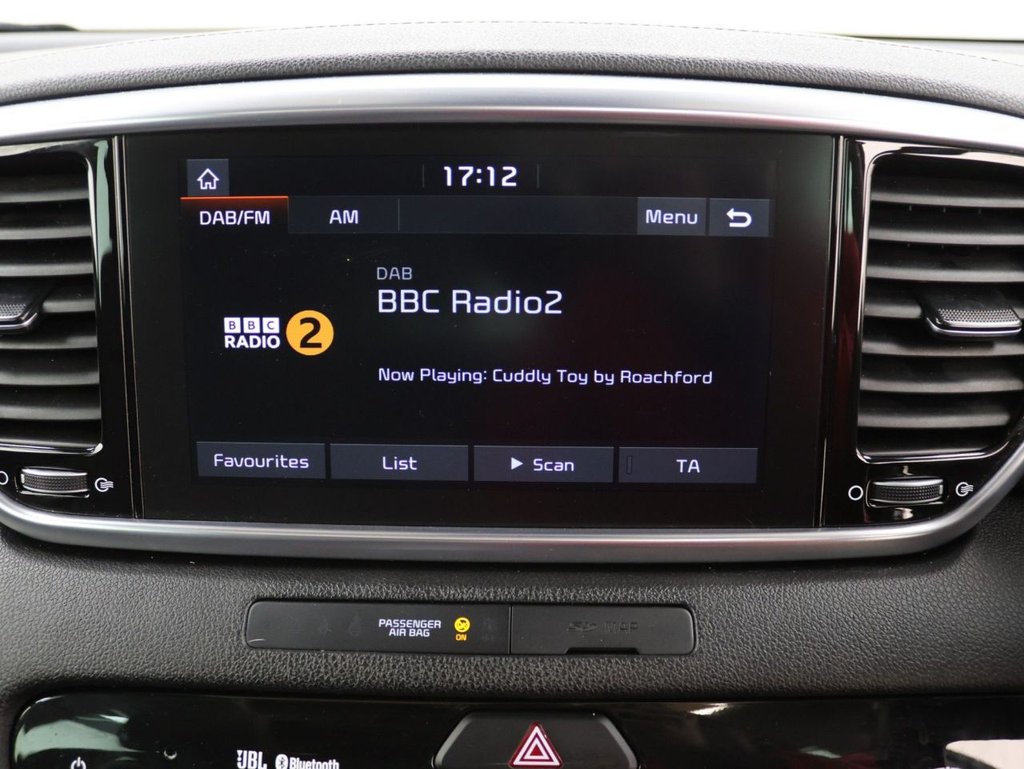 17:12
DAB/FM AM Menu
DAB
BBC Radio2
BBC
RADIO 2
Now Playing: Cuddly Toy by Roachford
Favourites List Scan TA
PASSENGER
AIR BAG
ON
MAP
JBL Bluetooth